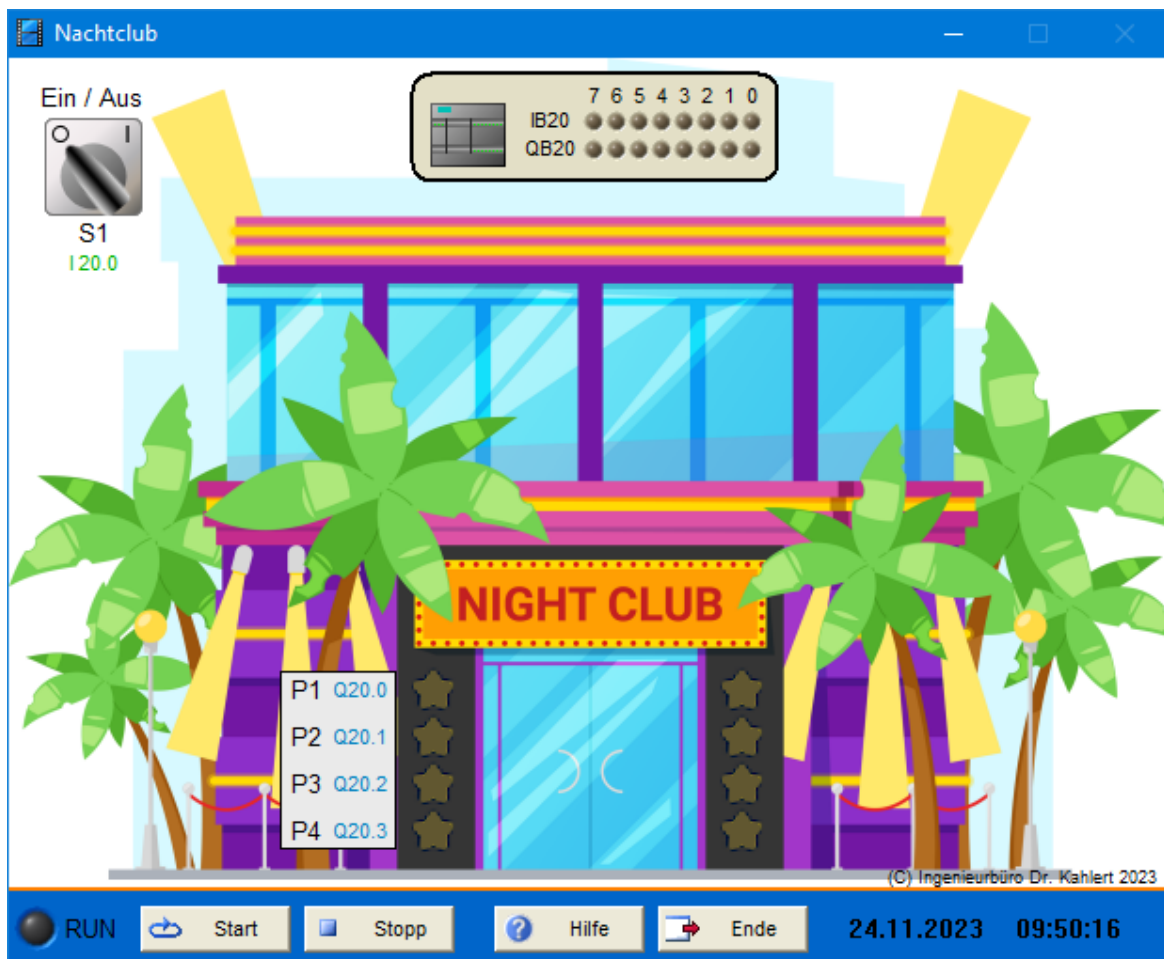 Nachtclub
Ein / Aus
O I
S1
I 20.0
7 6 5 4 3 2 1 0
IB20
QB20
NIGHT CLUB
P1 Q20.0
P2 Q20.1
P3 Q20.2
P4 Q20.3
(C) Ingenieurbüro Dr. Kahlert 2023
RUN Start Stopp Hilfe Ende 24.11.2023 09:50:16